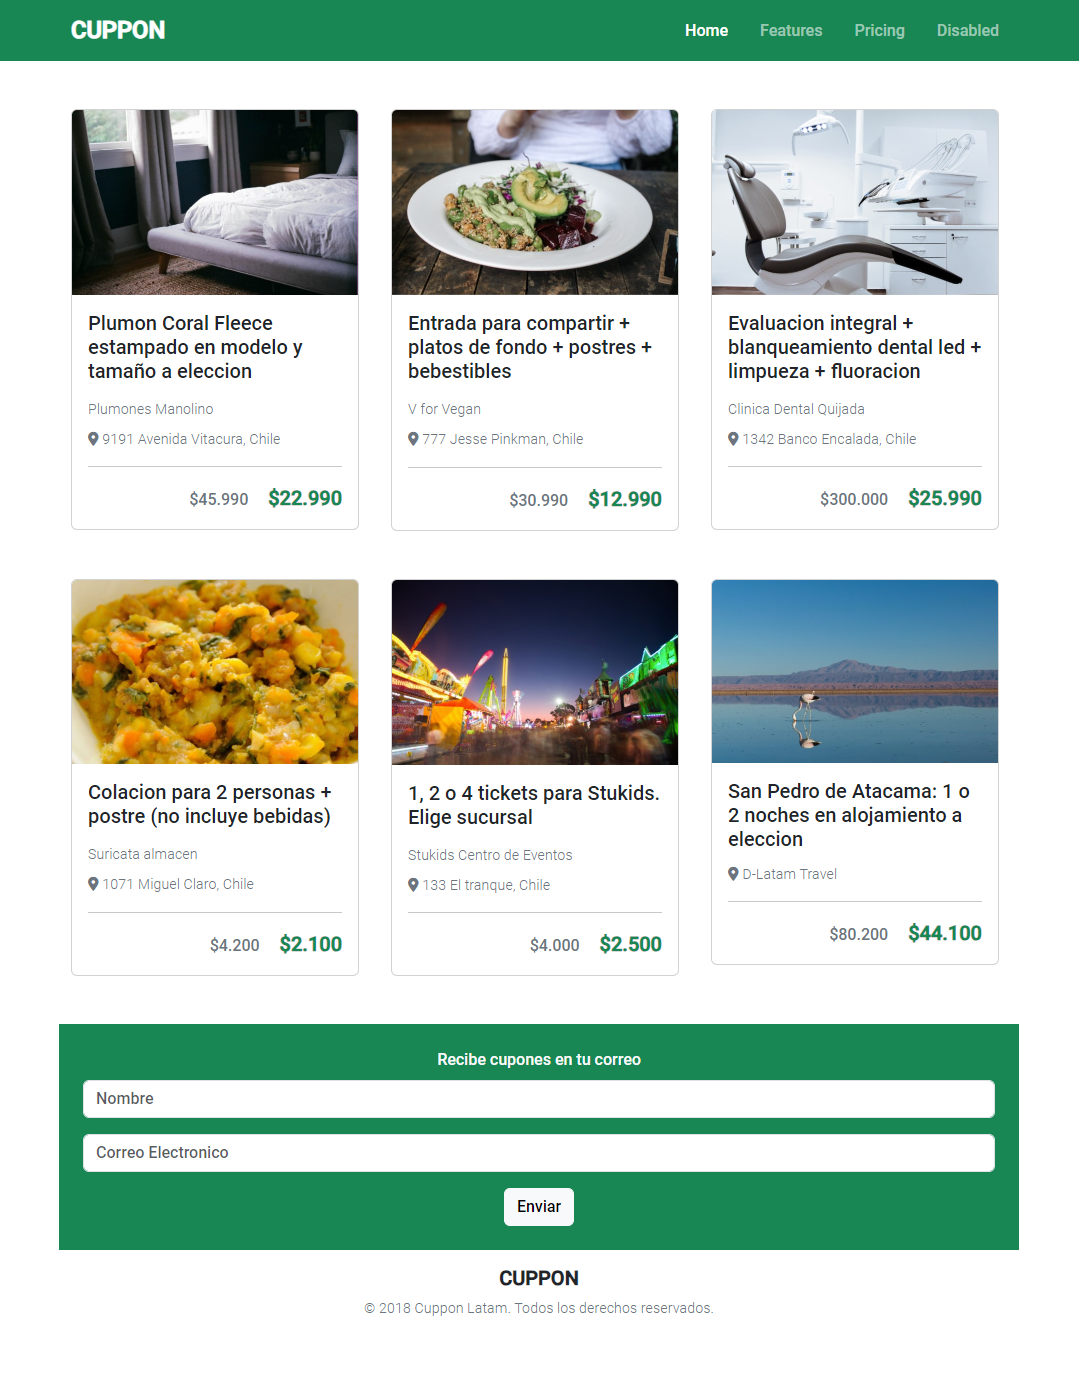 CUPPON
Home Features Pricing Disabled
Plumon Coral Fleece
estampado en modelo y
tamaño a eleccion
Plumones Manolino
9191 Avenida Vitacura, Chile
$45.990 $22.990
Entrada para compartir +
platos de fondo + postres +
bebestibles
V for Vegan
777 Jesse Pinkman, Chile
$30.990 $12.990
Evaluacion integral +
blanqueamiento dental led +
limpueza + fluoracion
Clinica Dental Quijada
1342 Banco Encalada, Chile
$300.000 $25.990
Colacion para 2 personas +
postre (no incluye bebidas)
Suricata almacen
1071 Miguel Claro, Chile
$4.200 $2.100
1, 2 o 4 tickets para Stukids.
Elige sucursal
Stukids Centro de Eventos
133 El tranque, Chile
$4.000 $2.500
San Pedro de Atacama: 1 o
2 noches en alojamiento a
eleccion
D-Latam Travel
$80.200 $44.100
Recibe cupones en tu correo
Nombre
Correo Electronico
Enviar
CUPPON
© 2018 Cuppon Latam. Todos los derechos reservados.